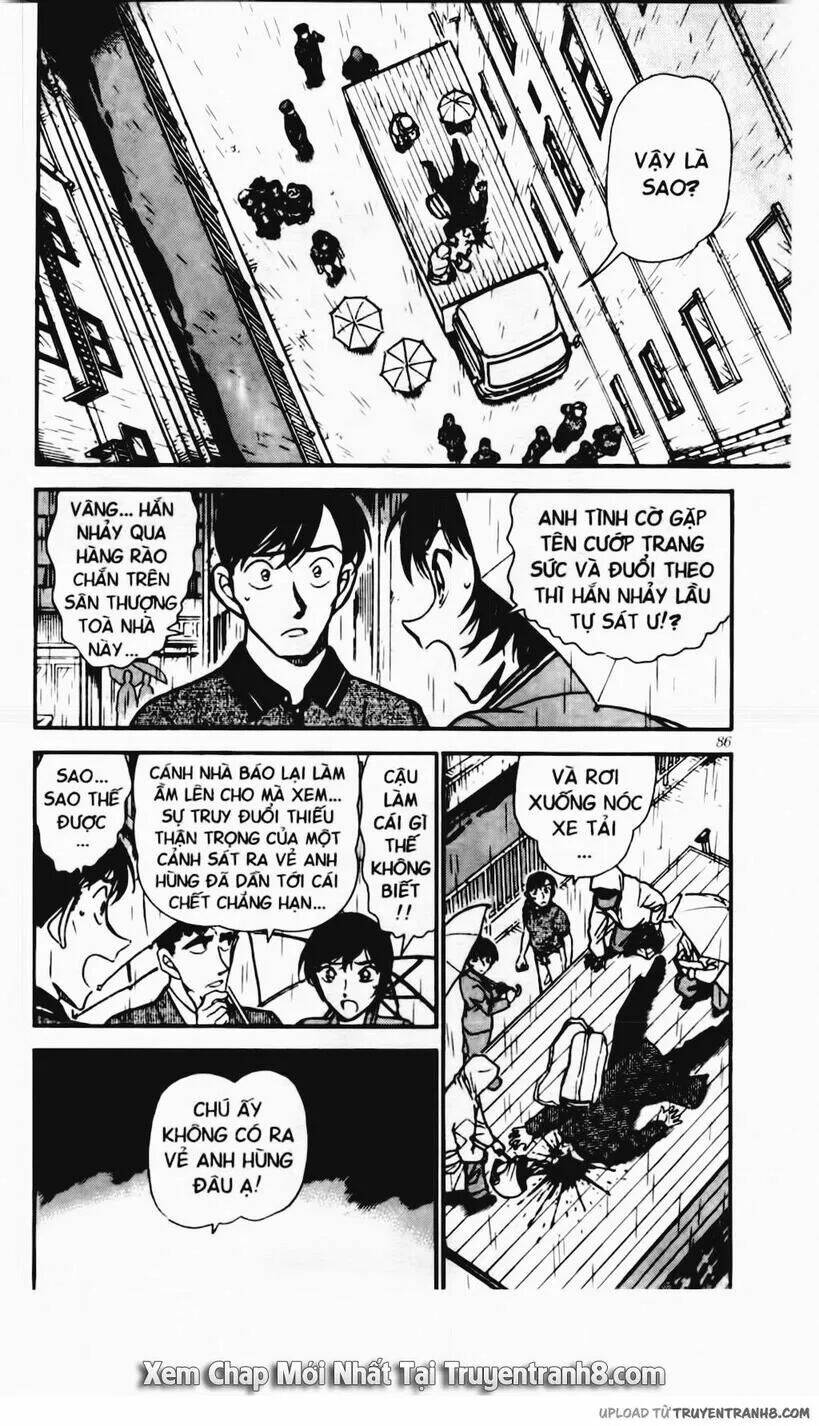 VẬY LÀ
SAO?
ANH TÌNH CỜ GẶP
TÊN CƯỚP TRANG
SỨC VÀ ĐUỔI THEO
THÌ HẮN NHẢY LẦU
TỰ SÁT Ư!?
VÂNG... HẮN
NHẢY QUA
HÀNG RÀO
CHẮN TRÊN
SÂN THƯỢNG
TOÀ NHÀ
NÀY...
86
VÀ RƠI
XUỐNG NÓC
XE TẢI
...
CẬU
LÀM
CÁI GÌ
THẾ
KHÔNG
BIẾT
!!
CÁNH NHÀ BÁO LẠI LÀM
ẦM LÊN CHO MÀ XEM...
SỰ TRUY ĐUỔI THIẾU
THẬN TRỌNG CỦA MỘT
CẢNH SÁT RA VẺ ANH
HÙNG ĐÃ DẪN TỚI CÁI
CHẾT CHẲNG HẠN...
SAO...
SAO THẾ
ĐƯỢC
...
CHÚ ẤY
KHÔNG CÓ RA
VẺ ANH HÙNG
ĐÂU Ạ!
Xem Chap Mới Nhất Tại Truyentranh8.com
UPLOAD TỪ TRUYENTRANH8.COM